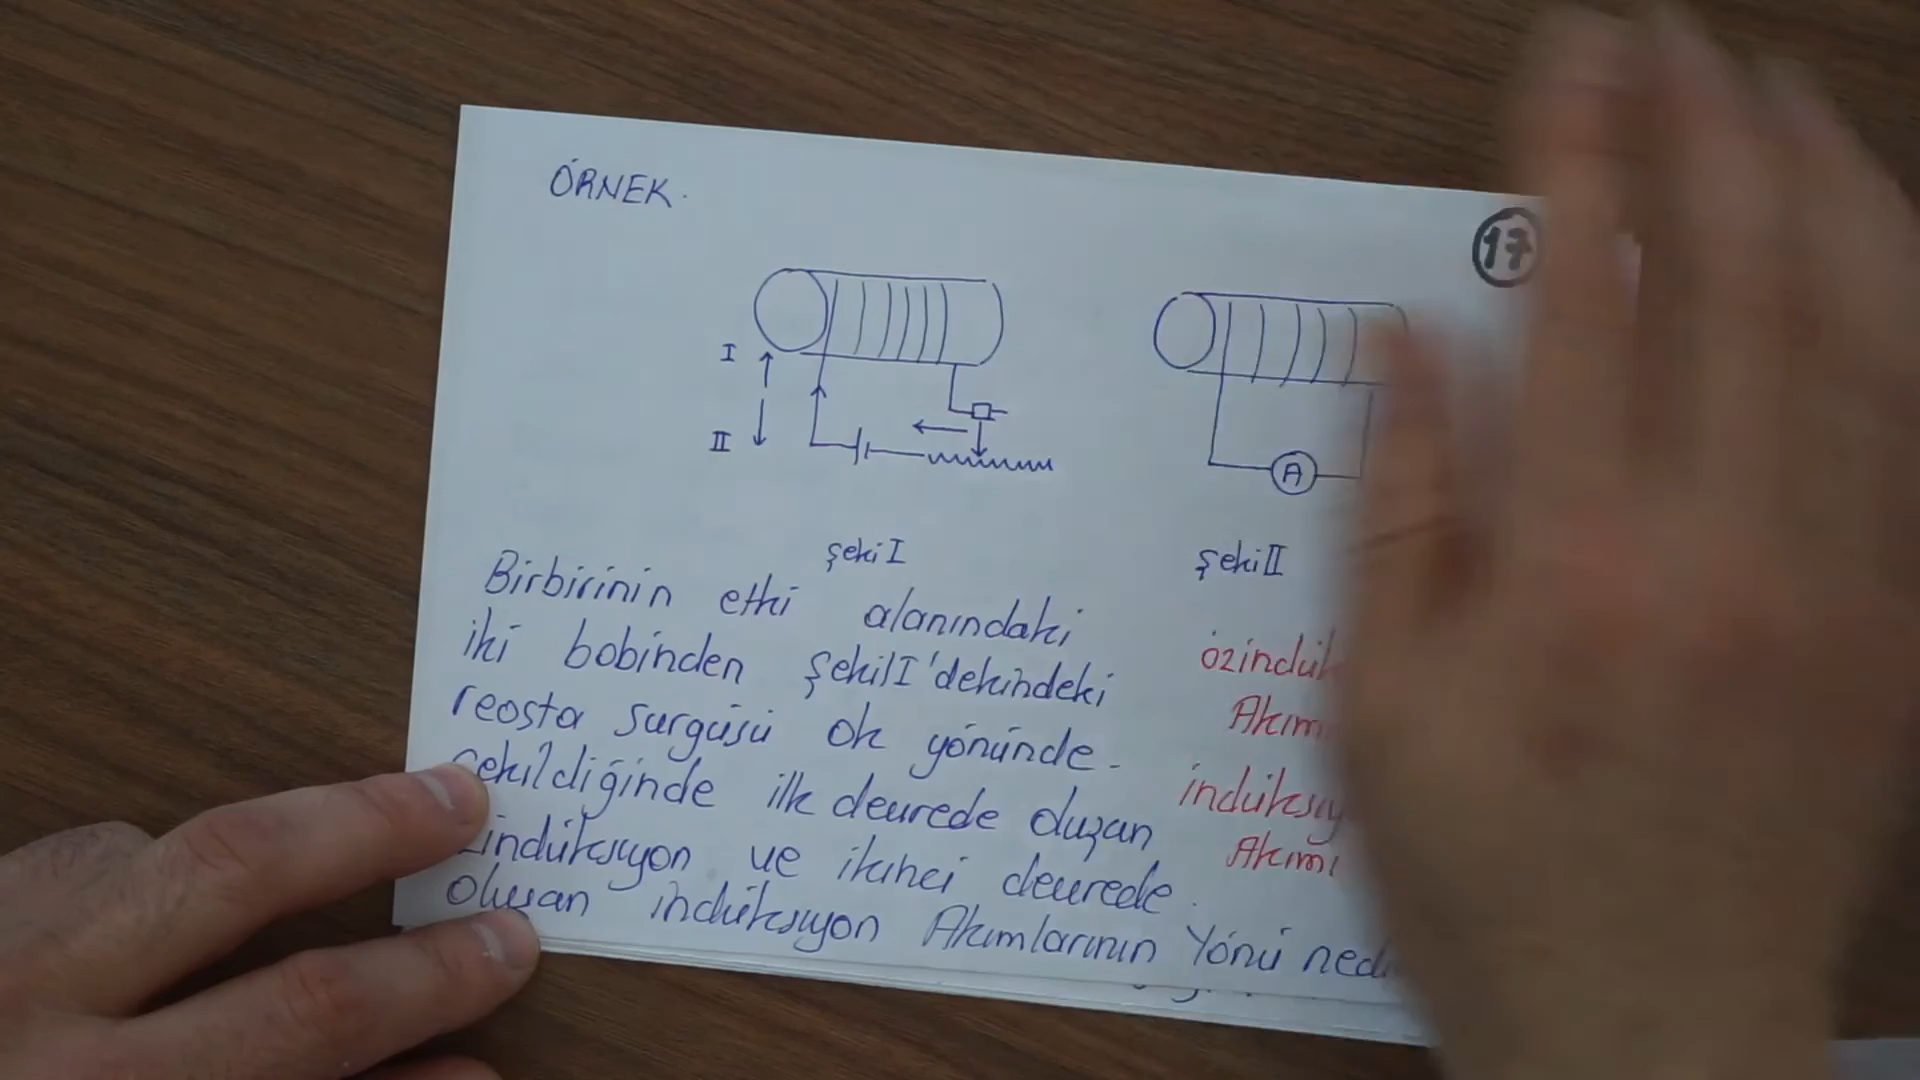 ÖRNEK.
17
I
II
A
şekil I
şekil II
Birbirinin etki alanındaki
iki bobinden şekil I'dekindeki
reosta sürgüsü ok yönünde.
çekildiğinde ilk devrede oluşan
indüksiyon ve ikinci devrede.
oluşan indüksiyon Akımlarının Yönü
Akımı